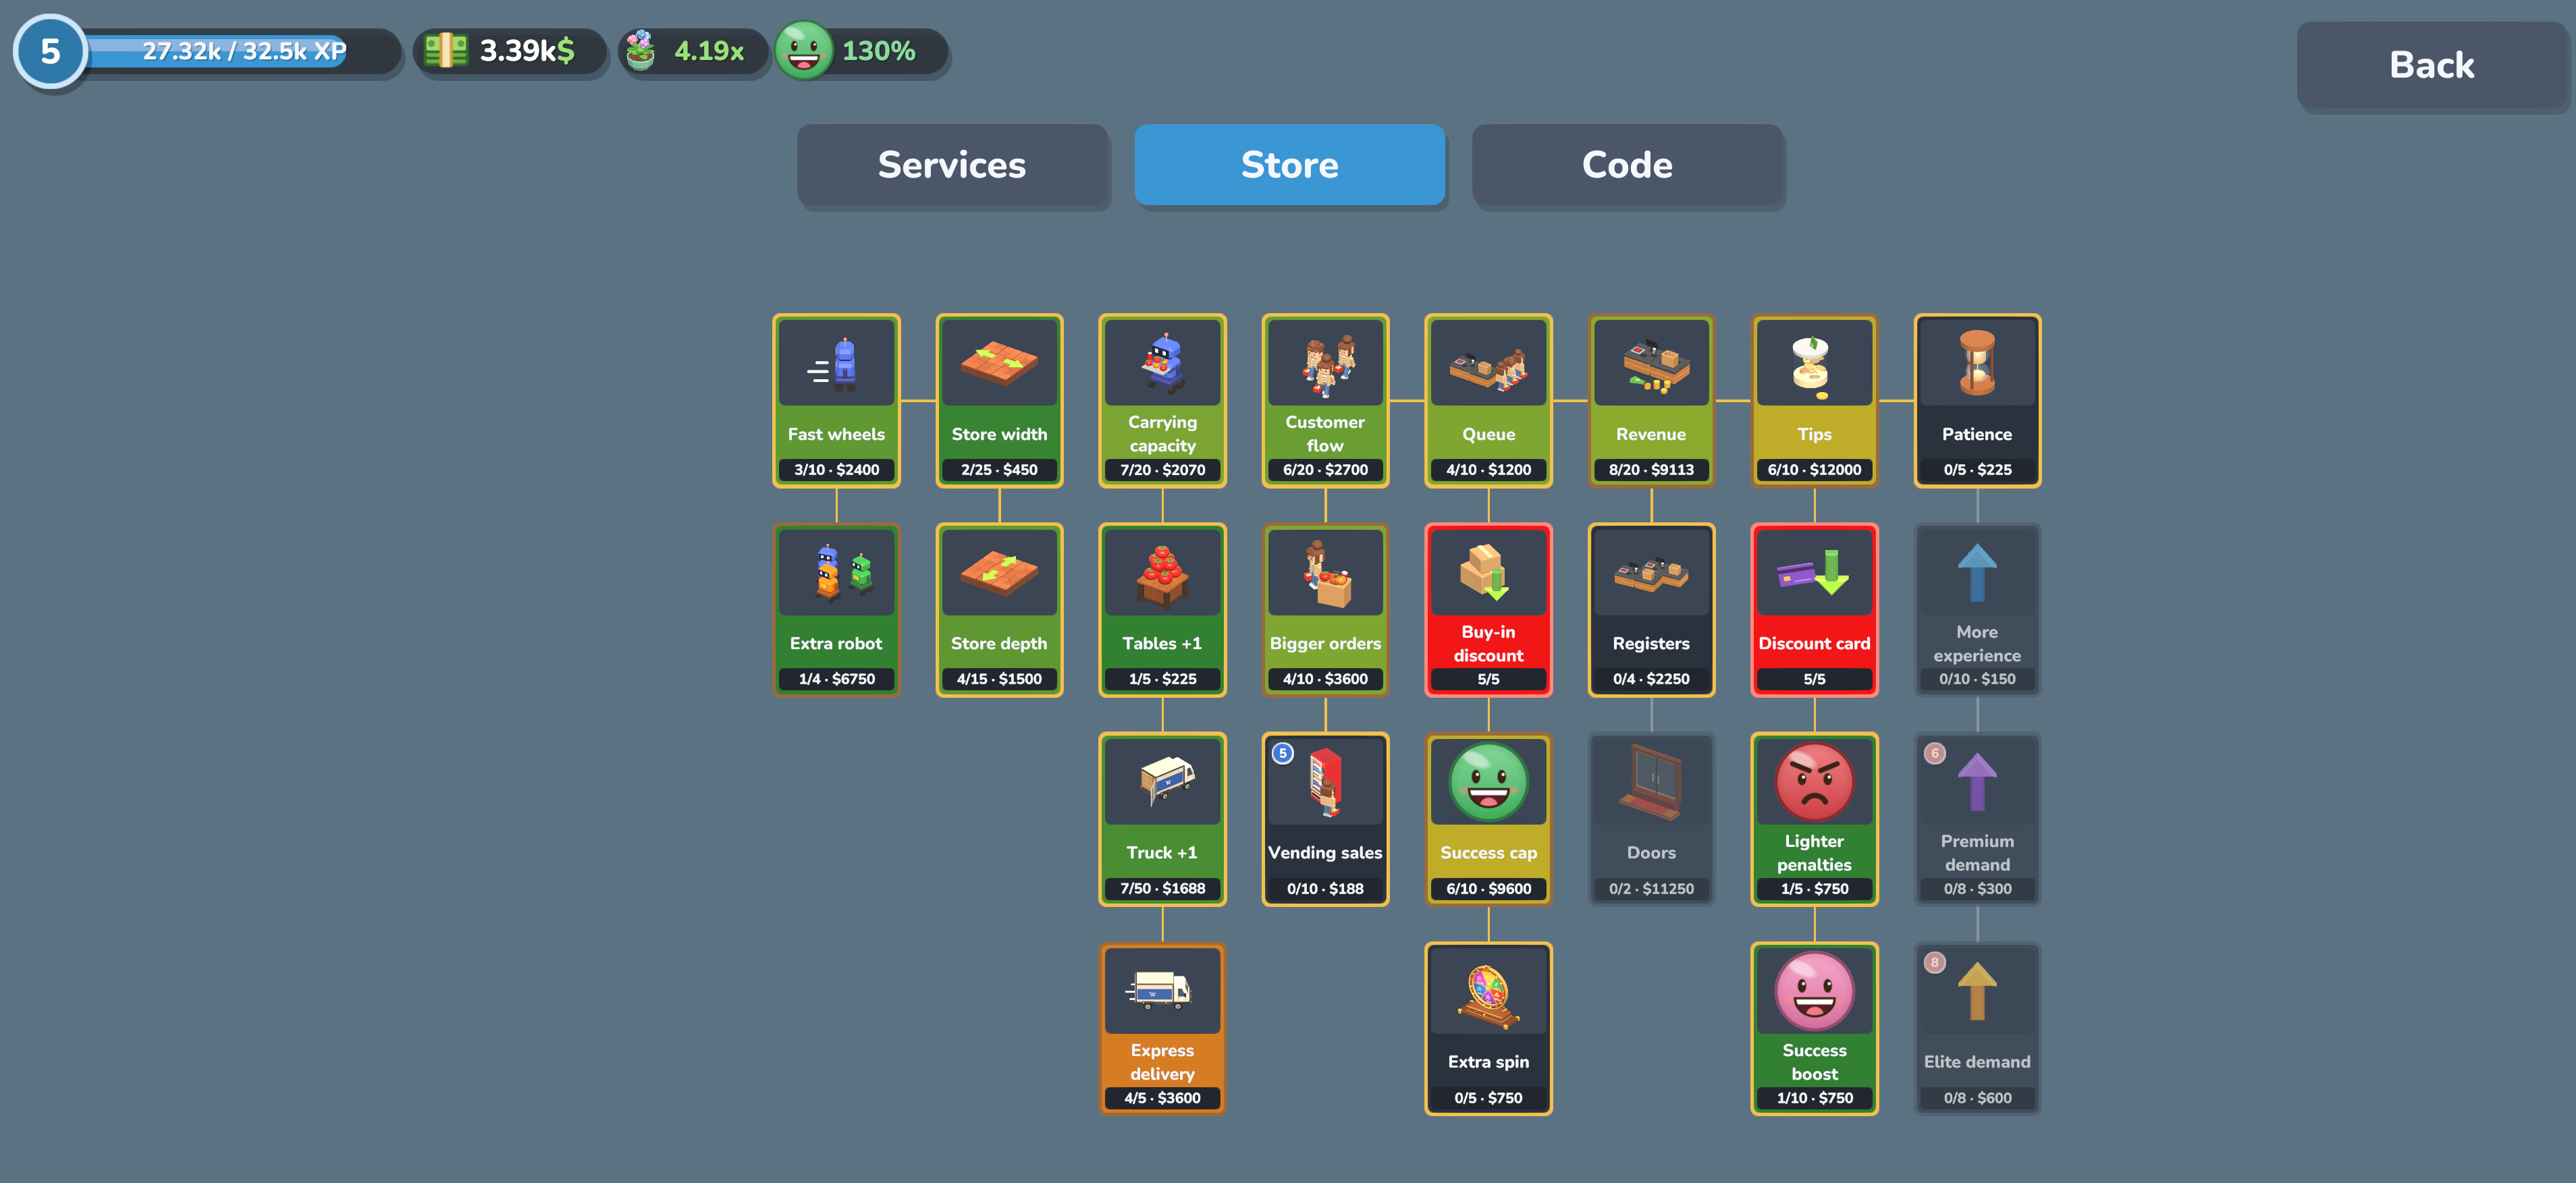 5
27.32k / 32.5k XP
3.39k$
4.19x
130%
Back
Services
Store
Code
Fast wheels
3/10 · $2400
Store width
2/25 · $450
Carrying
capacity
7/20 · $2070
Customer
flow
6/20 · $2700
Queue
4/10 · $1200
Revenue
8/20 · $9113
Tips
6/10 · $12000
Patience
0/5 · $225
Extra robot
1/4 · $6750
Store depth
4/15 · $1500
Tables +1
1/5 · $225
Bigger orders
4/10 · $3600
Buy-in
discount
5/5
Registers
0/4 · $2250
Discount card
5/5
More
experience
0/10 · $150
Truck +1
7/50 · $1688
5
Vending sales
0/10 · $188
Success cap
6/10 · $9600
Doors
0/2 · $11250
Lighter
penalties
1/5 · $750
6
Premium
demand
0/8 · $300
Express
delivery
4/5 · $3600
Extra spin
0/5 · $750
Success
boost
1/10 · $750
8
Elite demand
0/8 · $600